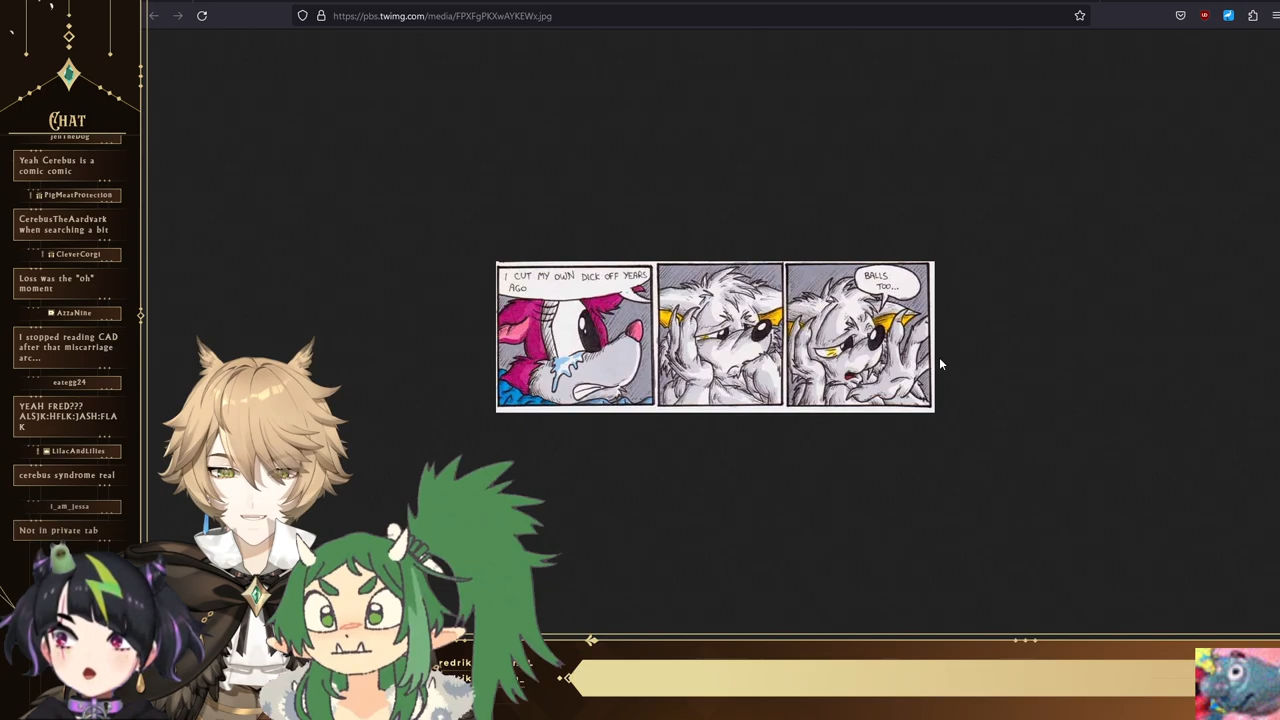 https://pbs.twimg.com/media/FPXFgPKXwAYKEWx.jpg
CHAT
JenTheDog
Yeah Cerebus is a
comic comic
PigMeatProtection
CerebusTheAardvark
when searching a bit
CleverCorgi
Loss was the "oh"
moment
AzzaNine
I stopped reading CAD
after that miscarriage
arc...
eategg24
YEAH FRED???
ALSJK:HFLK:JASH:FLA
K
LilacAndLilies
cerebus syndrome real
I_am_Jessa
Not in private tab
I CUT MY OWN DICK OFF YEARS
AGO
BALLS
TOO...